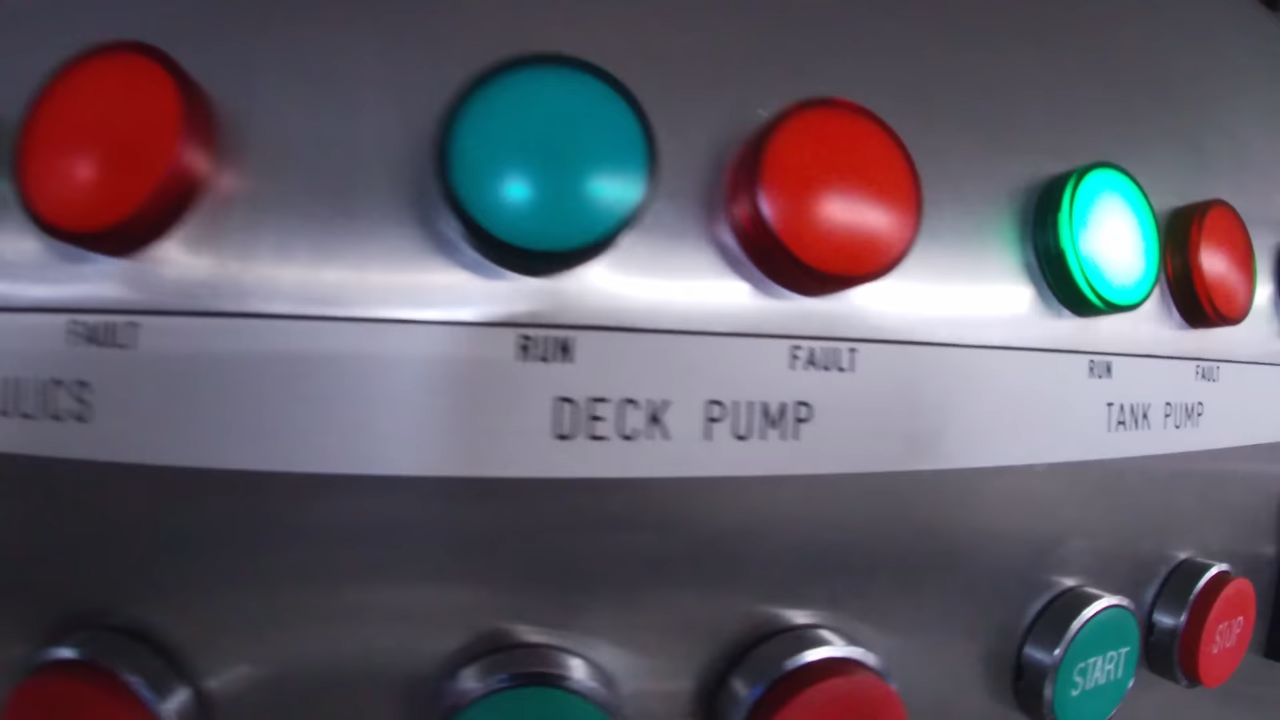 FAULT
RUN
FAULT
RUN
FAULT
DECK PUMP
TANK PUMP
START
STOP